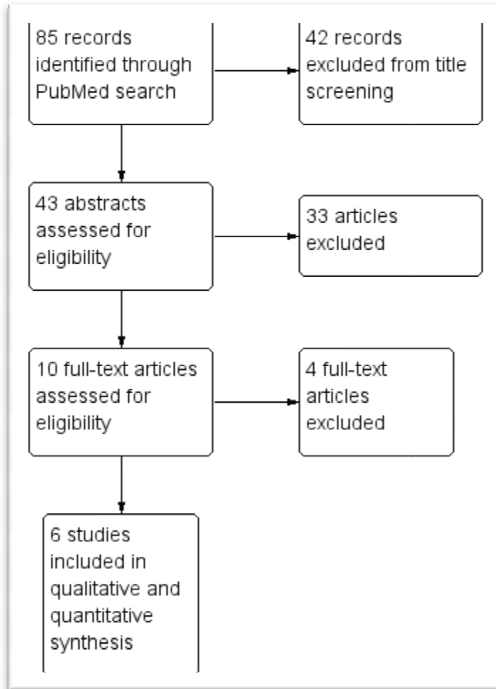 85 records
identified through
PubMed search
42 records
excluded from title
screening
43 abstracts
assessed for
eligibility
33 articles
excluded
10 full-text articles
assessed for
eligibility
4 full-text
articles
excluded
6 studies
included in
qualitative and
quantitative
synthesis